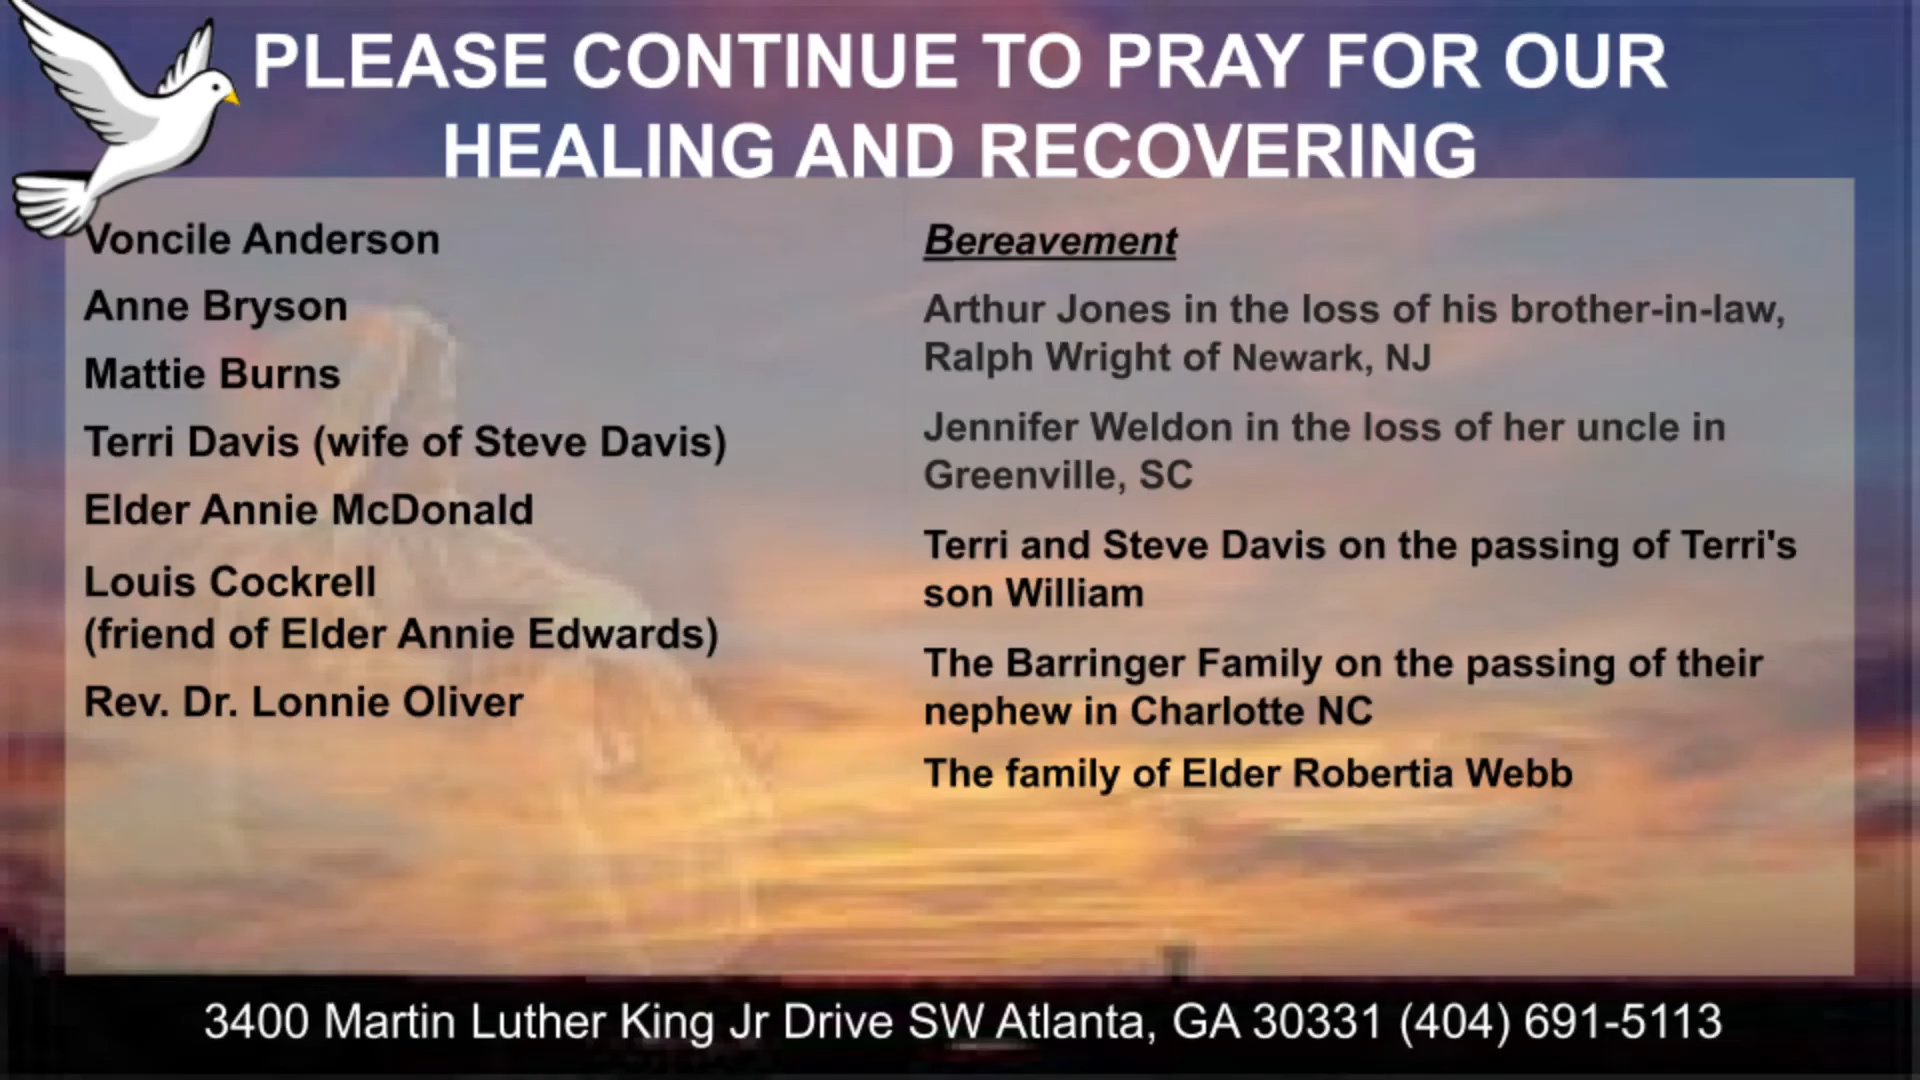 PLEASE CONTINUE TO PRAY FOR OUR
HEALING AND RECOVERING
Voncile Anderson
Anne Bryson
Mattie Burns
Terri Davis (wife of Steve Davis)
Elder Annie McDonald
Louis Cockrell
(friend of Elder Annie Edwards)
Rev. Dr. Lonnie Oliver
Bereavement
Arthur Jones in the loss of his brother-in-law,
Ralph Wright of Newark, NJ
Jennifer Weldon in the loss of her uncle in
Greenville, SC
Terri and Steve Davis on the passing of Terri's
son William
The Barringer Family on the passing of their
nephew in Charlotte NC
The family of Elder Robertia Webb
3400 Martin Luther King Jr Drive SW Atlanta, GA 30331 (404) 691-5113